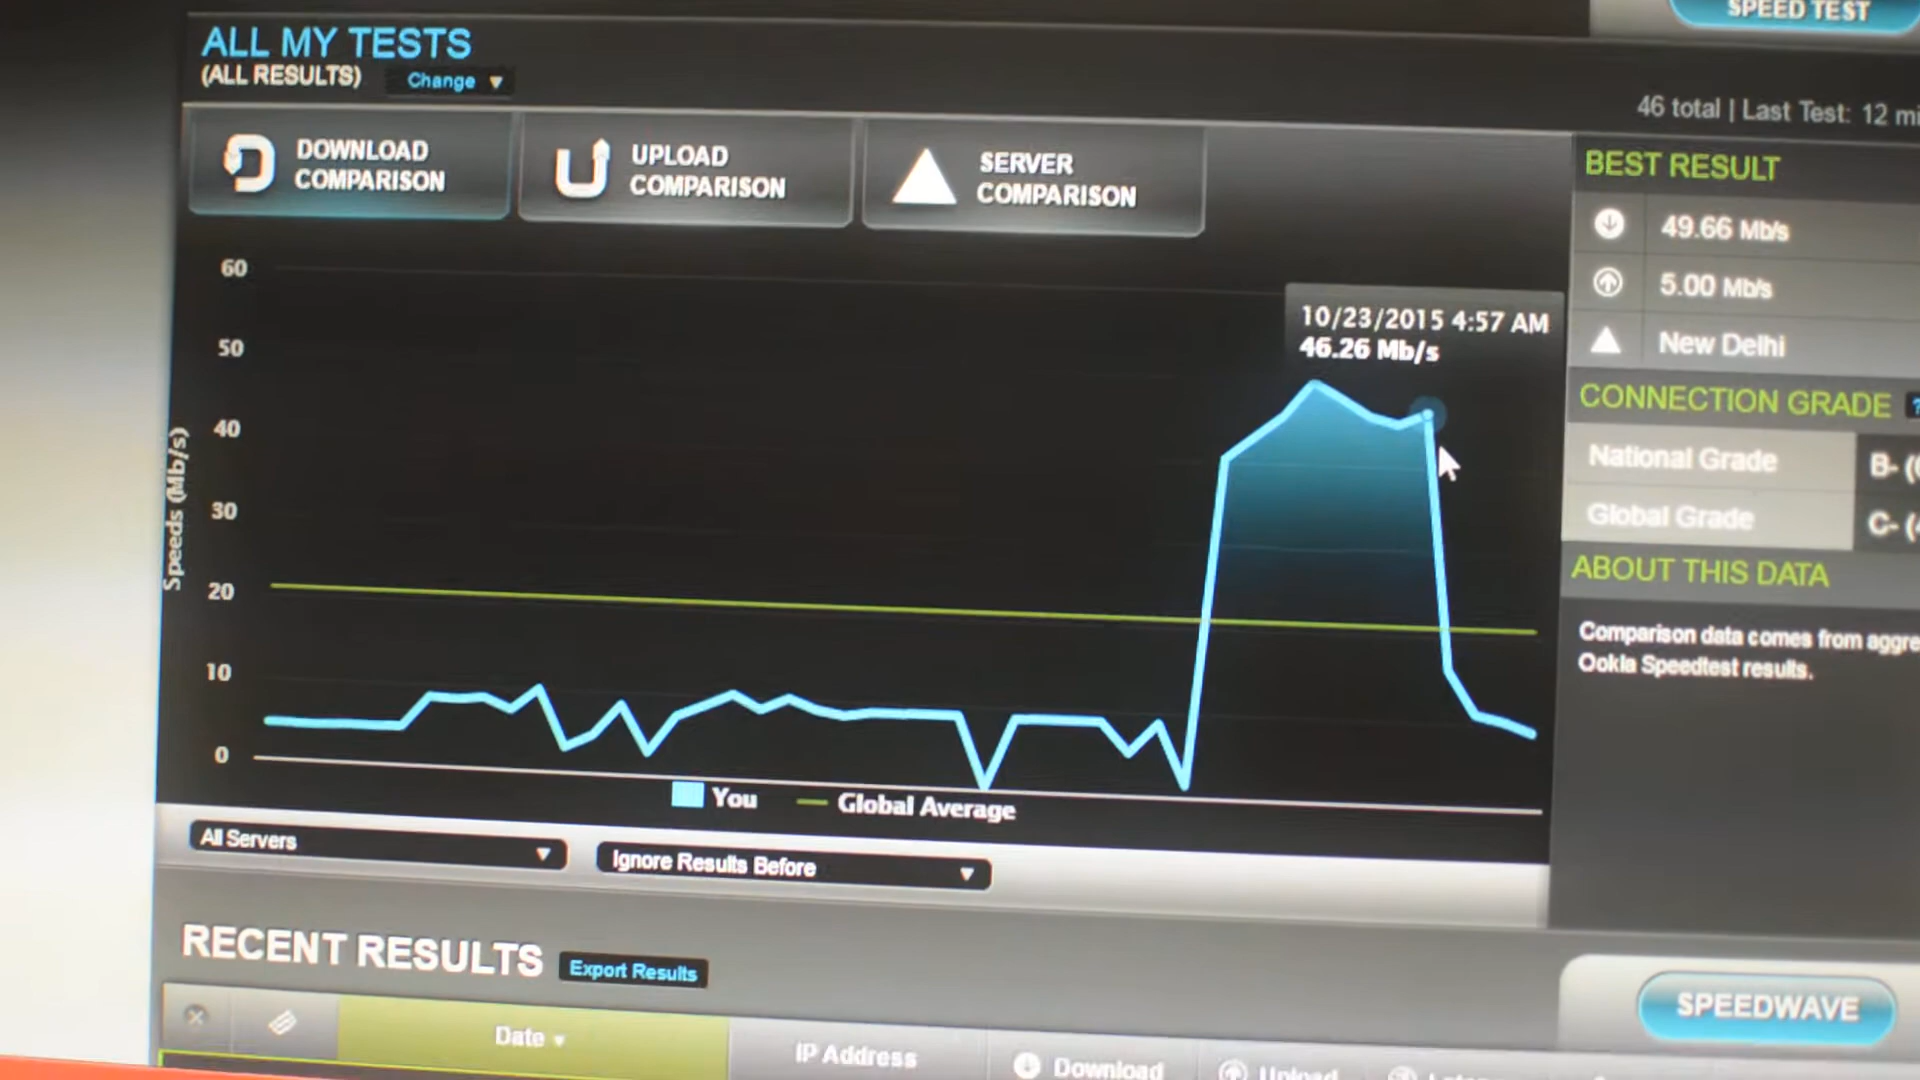 SPEED TEST
ALL MY TESTS
(ALL RESULTS)
Change
46 total | Last Test: 12 mi
DOWNLOAD
COMPARISON
UPLOAD
COMPARISON
SERVER
COMPARISON
BEST RESULT
49.66 Mb/s
5.00 Mb/s
New Delhi
CONNECTION GRADE
?
National Grade
B- (
Global Grade
C- (
ABOUT THIS DATA
Comparison data comes from aggre
Ookla Speedtest results.
60
50
40
30
20
10
0
Speeds (Mb/s)
10/23/2015 4:57 AM
46.26 Mb/s
You
Global Average
All Servers
Ignore Results Before
RECENT RESULTS
Export Results
SPEEDWAVE
Date
IP Address
Download
Upload